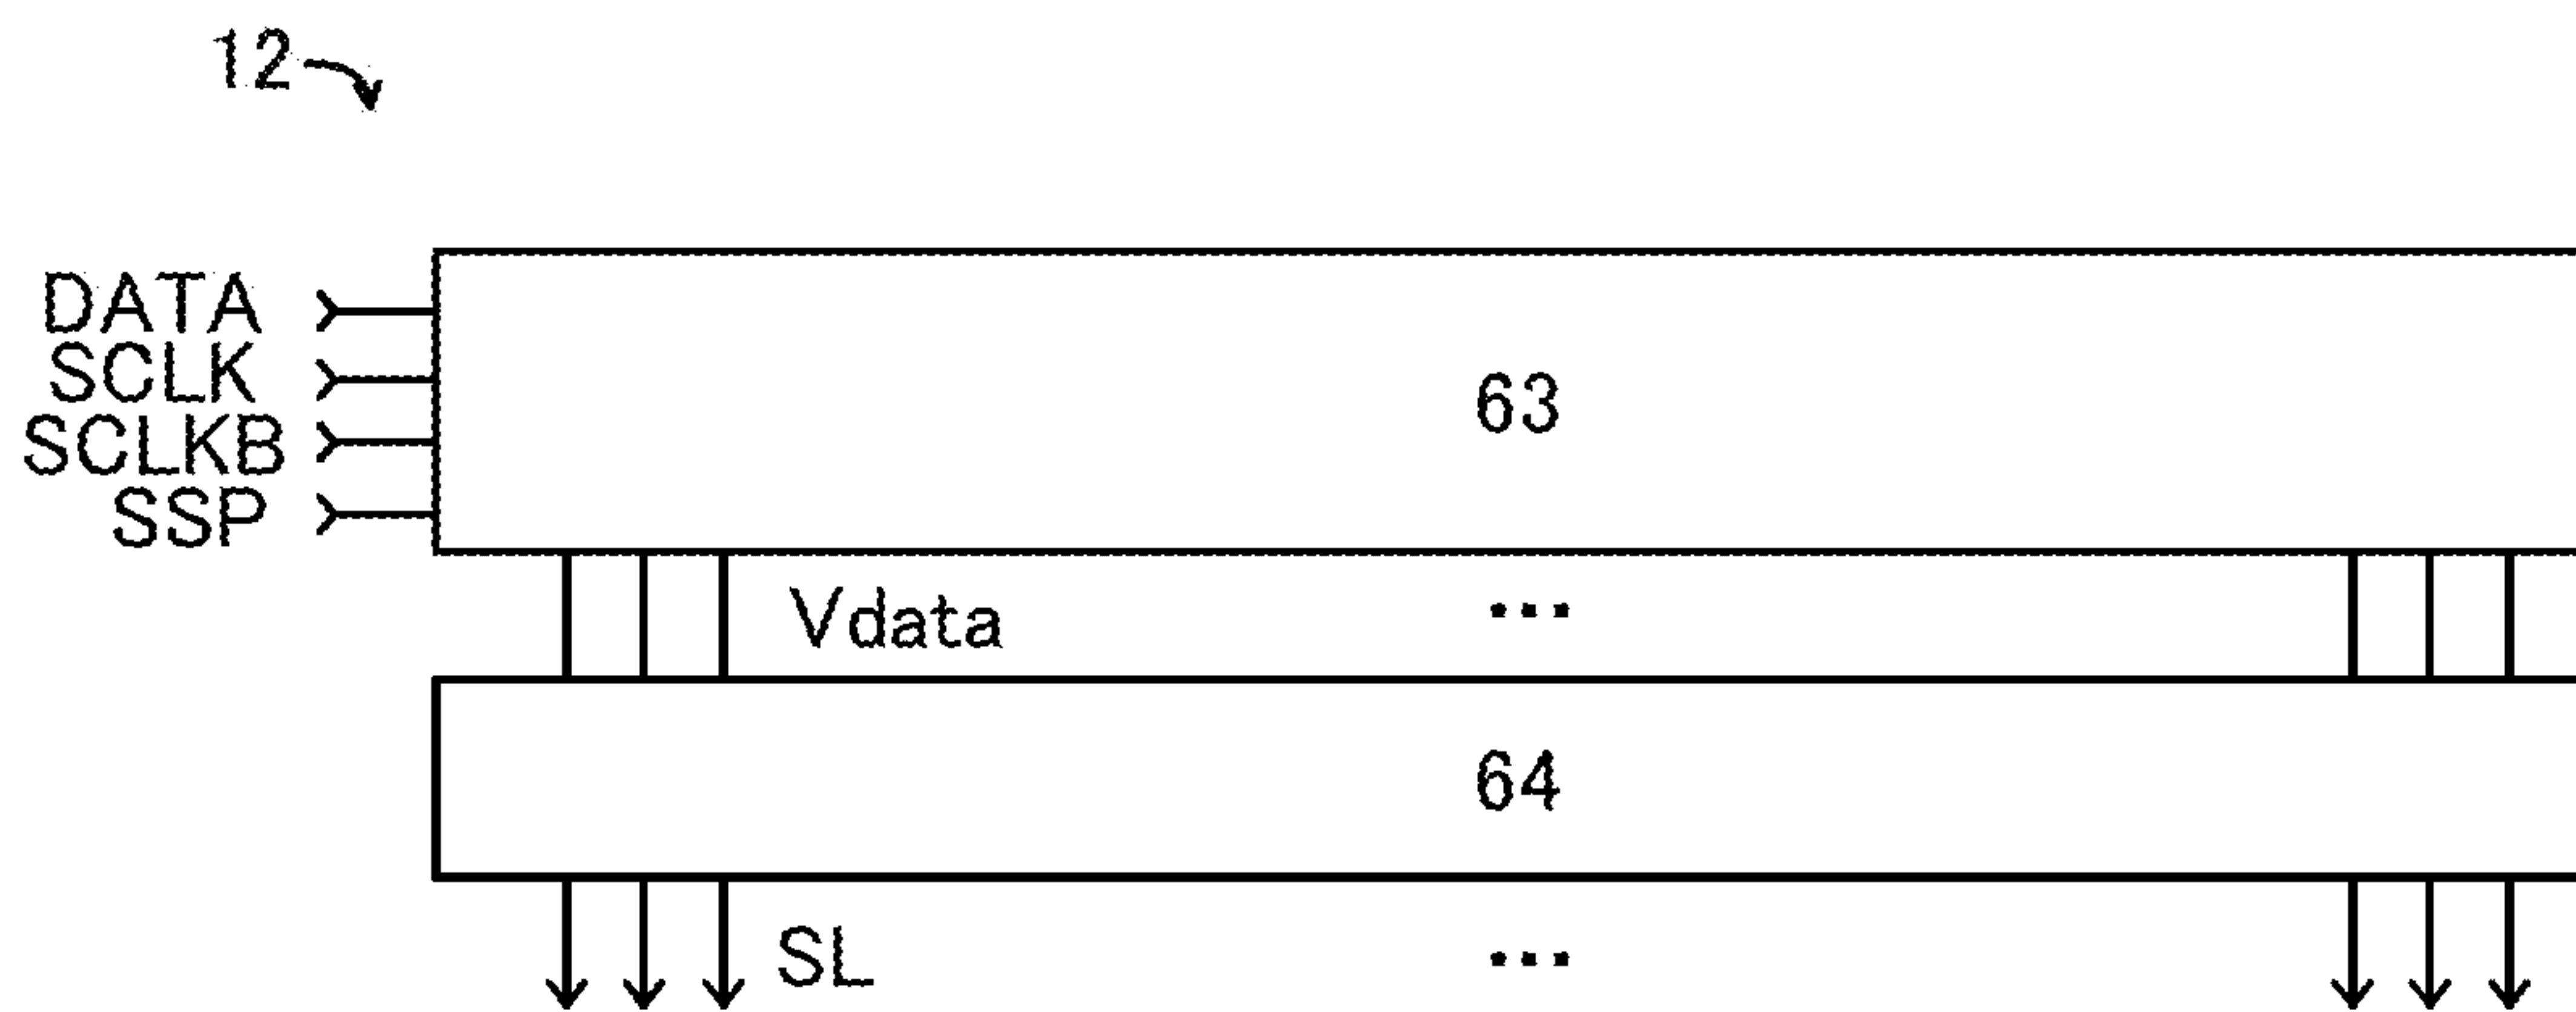 12
DATA
SCLK
63
SCLKB
SSP
Vdata ...
64
SL ...